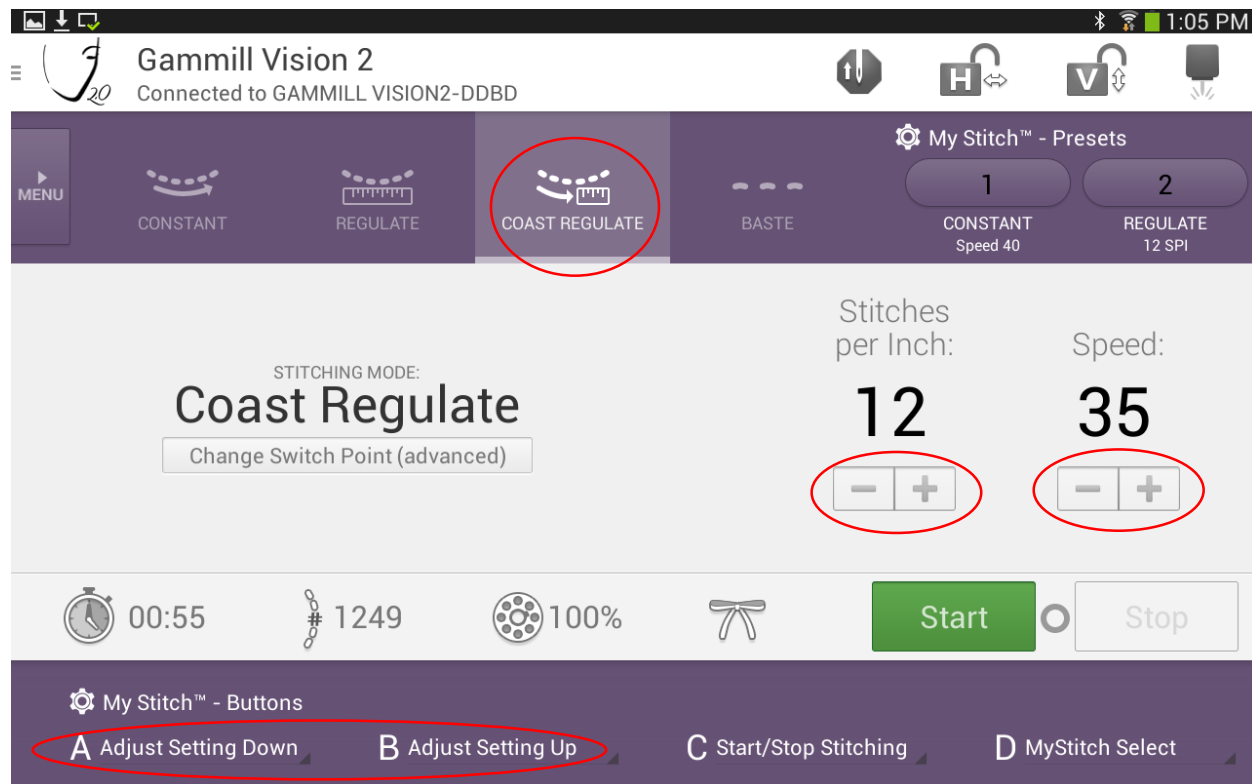 1:05 PM
20
Gammill Vision 2
Connected to GAMMILL VISION2-DDBD
H
V
MENU
CONSTANT
REGULATE
COAST REGULATE
BASTE
My Stitch™ - Presets
1
2
CONSTANT
Speed 40
REGULATE
12 SPI
STITCHING MODE:
Coast Regulate
Change Switch Point (advanced)
Stitches
per Inch:
12
− +
Speed:
35
− +
00:55
# 1249
100%
Start
Stop
My Stitch™ - Buttons
A Adjust Setting Down
B Adjust Setting Up
C Start/Stop Stitching
D MyStitch Select